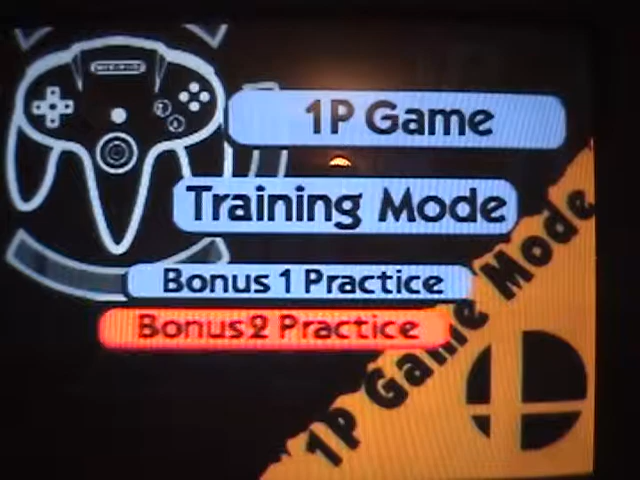 1P Game
Training Mode
Bonus 1 Practice
Bonus2 Practice
1P Game Mode